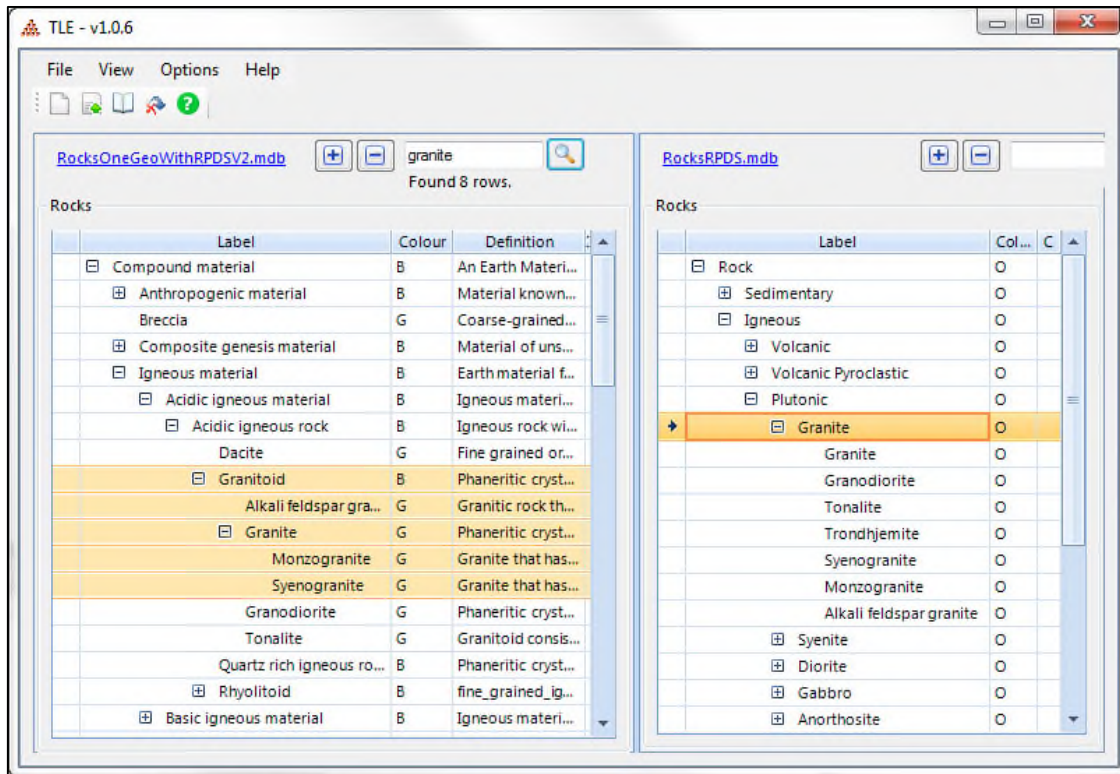 TLE - v1.0.6
File View Options Help
RocksOneGeoWithRPDSV2.mdb granite
Found 8 rows.
Rocks
Label Colour Definition
Compound material B An Earth Materi...
Anthropogenic material B Material known...
Breccia G Coarse-grained...
Composite genesis material B Material of uns...
Igneous material B Earth material f...
Acidic igneous material B Igneous materi...
Acidic igneous rock B Igneous rock wi...
Dacite G Fine grained or...
Granitoid B Phaneritic cryst...
Alkali feldspar gra... G Granitic rock th...
Granite G Phaneritic cryst...
Monzogranite G Granite that has...
Syenogranite G Granite that has...
Granodiorite G Phaneritic cryst...
Tonalite G Granitoid consis...
Quartz rich igneous ro... B Phaneritic cryst...
Rhyolitoid B fine_grained_ig...
Basic igneous material B Igneous materi...
RocksRPDS.mdb
Rocks
Label Col... C
Rock O
Sedimentary O
Igneous O
Volcanic O
Volcanic Pyroclastic O
Plutonic O
Granite O
Granite O
Granodiorite O
Tonalite O
Trondhjemite O
Syenogranite O
Monzogranite O
Alkali feldspar granite O
Syenite O
Diorite O
Gabbro O
Anorthosite O